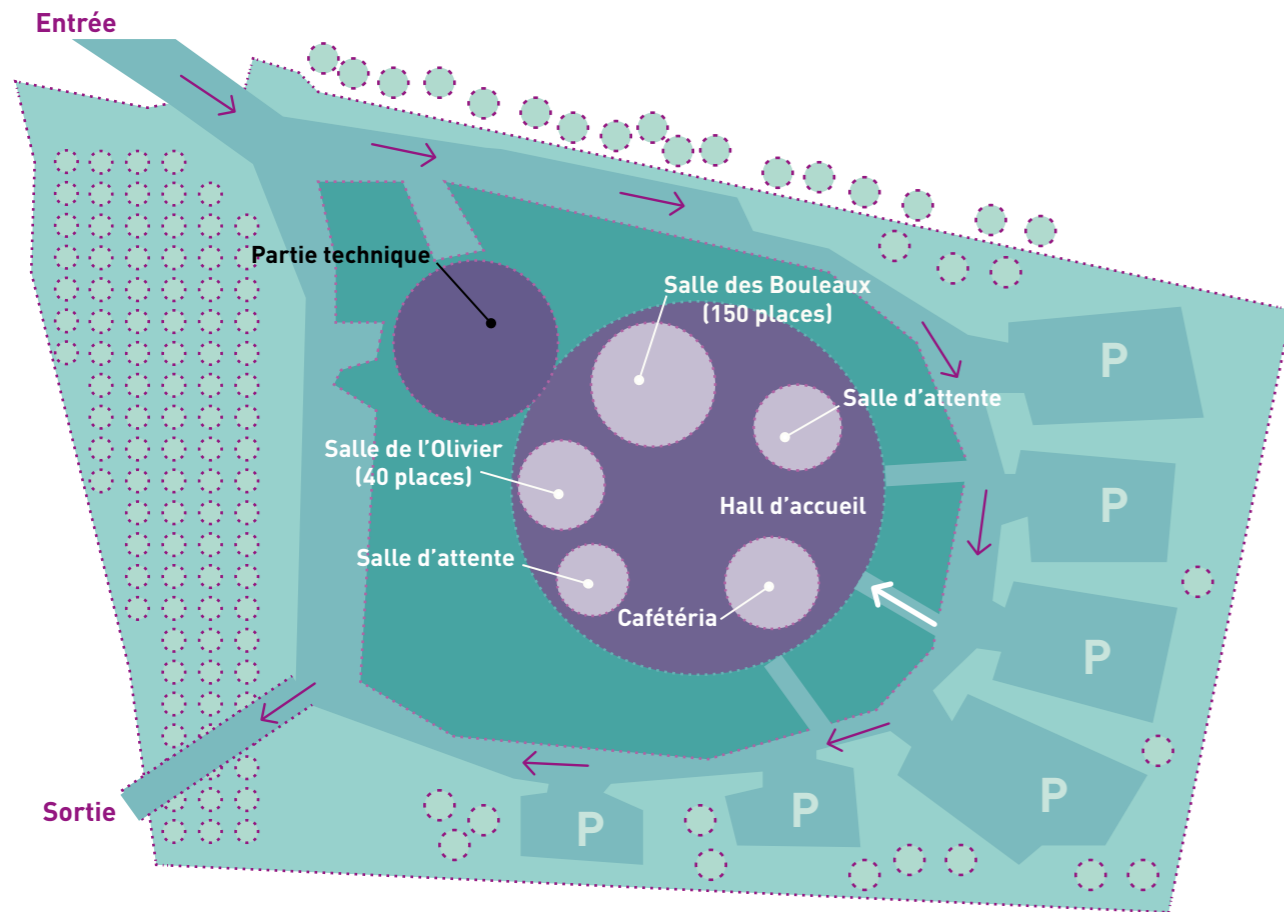 Entrée
Partie technique
Salle des Bouleaux
(150 places)
P
Salle d’attente
Salle de l’Olivier
(40 places)
P
Hall d’accueil
Salle d’attente
Cafétéria
P
P
P
P
Sortie